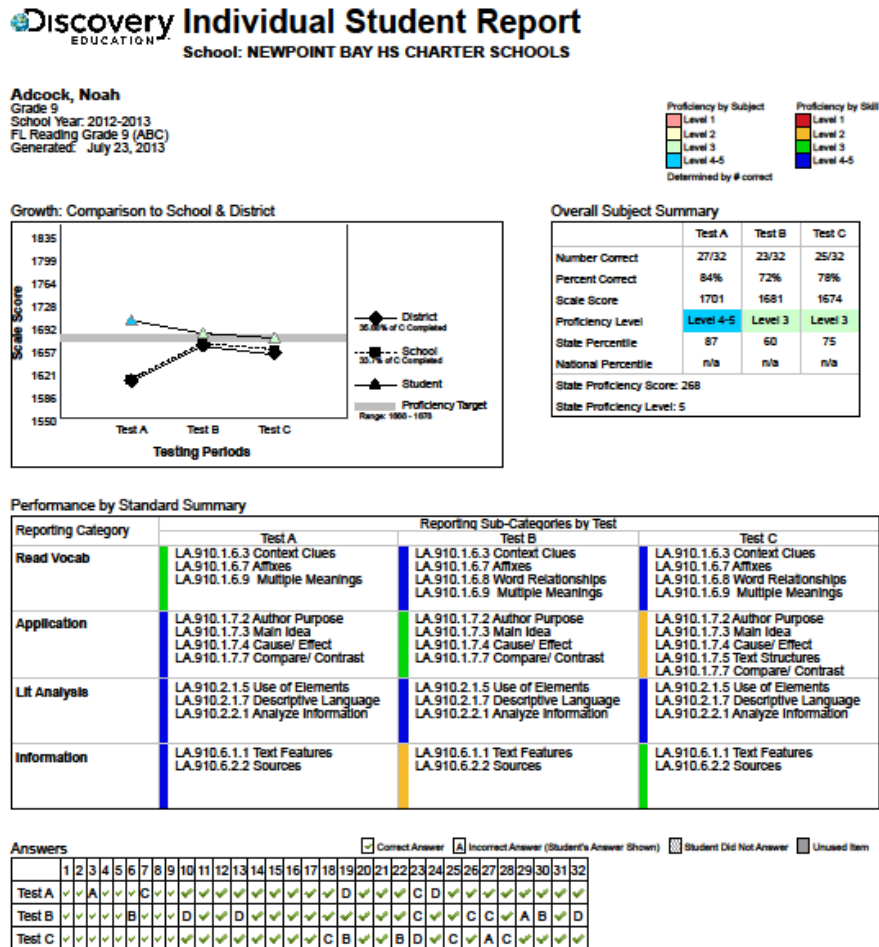 Discovery EDUCATION Individual Student Report
School: NEWPOINT BAY HS CHARTER SCHOOLS
Adcock, Noah
Grade 9
School Year: 2012-2013
FL Reading Grade 9 (ABC)
Generated: July 23, 2013
Proficiency by Subject Proficiency by Skill
Level 1 Level 1
Level 2 Level 2
Level 3 Level 3
Level 4-5 Level 4-5
Determined by # correct
Growth: Comparison to School & District
1835
1799
1764
1728
1692
1657
1621
1586
1550
Scale Score
Test A Test B Test C
Testing Periods
District
of C Completed
School
33.7% of C Completed
Student
Proficiency Target
Range: 1668 - 1678
Overall Subject Summary
Test A Test B Test C
Number Correct 27/32 23/32 25/32
Percent Correct 84% 72% 78%
Scale Score 1701 1681 1674
Proficiency Level Level 4-5 Level 3 Level 3
State Percentile 87 60 75
National Percentile n/a n/a n/a
State Proficiency Score: 268
State Proficiency Level: 5
Performance by Standard Summary
Reporting Category Reporting Sub-Categories by Test
Test A Test B Test C
Read Vocab LA.910.1.6.3 Context Clues LA.910.1.6.3 Context Clues LA.910.1.6.3 Context Clues
LA.910.1.6.7 Affixes LA.910.1.6.7 Affixes LA.910.1.6.7 Affixes
LA.910.1.6.9 Multiple Meanings LA.910.1.6.8 Word Relationships LA.910.1.6.8 Word Relationships
LA.910.1.6.9 Multiple Meanings LA.910.1.6.9 Multiple Meanings
Application LA.910.1.7.2 Author Purpose LA.910.1.7.2 Author Purpose LA.910.1.7.2 Author Purpose
LA.910.1.7.3 Main Idea LA.910.1.7.3 Main Idea LA.910.1.7.3 Main Idea
LA.910.1.7.4 Cause/ Effect LA.910.1.7.4 Cause/ Effect LA.910.1.7.4 Cause/ Effect
LA.910.1.7.7 Compare/ Contrast LA.910.1.7.7 Compare/ Contrast LA.910.1.7.5 Text Structures
LA.910.1.7.7 Compare/ Contrast
Lit Analysis LA.910.2.1.5 Use of Elements LA.910.2.1.5 Use of Elements LA.910.2.1.5 Use of Elements
LA.910.2.1.7 Descriptive Language LA.910.2.1.7 Descriptive Language LA.910.2.1.7 Descriptive Language
LA.910.2.2.1 Analyze Information LA.910.2.2.1 Analyze Information LA.910.2.2.1 Analyze Information
Information LA.910.6.1.1 Text Features LA.910.6.1.1 Text Features LA.910.6.1.1 Text Features
LA.910.6.2.2 Sources LA.910.6.2.2 Sources LA.910.6.2.2 Sources
Answers Correct Answer A Incorrect Answer (Student's Answer Shown) Student Did Not Answer Unused Item
1 2 3 4 5 6 7 8 9 10 11 12 13 14 15 16 17 18 19 20 21 22 23 24 25 26 27 28 29 30 31 32
Test A ✓ ✓ A ✓ ✓ ✓ C ✓ ✓ ✓ ✓ ✓ ✓ ✓ ✓ ✓ ✓ ✓ D ✓ ✓ ✓ C D ✓ ✓ ✓ ✓ ✓ ✓ ✓ ✓
Test B ✓ ✓ ✓ ✓ ✓ B ✓ ✓ ✓ D ✓ ✓ D ✓ ✓ ✓ ✓ ✓ ✓ ✓ ✓ ✓ C ✓ ✓ C C ✓ A B ✓ D
Test C ✓ ✓ ✓ ✓ ✓ ✓ ✓ ✓ ✓ ✓ ✓ ✓ ✓ ✓ ✓ ✓ ✓ C B ✓ ✓ B D ✓ C ✓ A C ✓ ✓ ✓ ✓